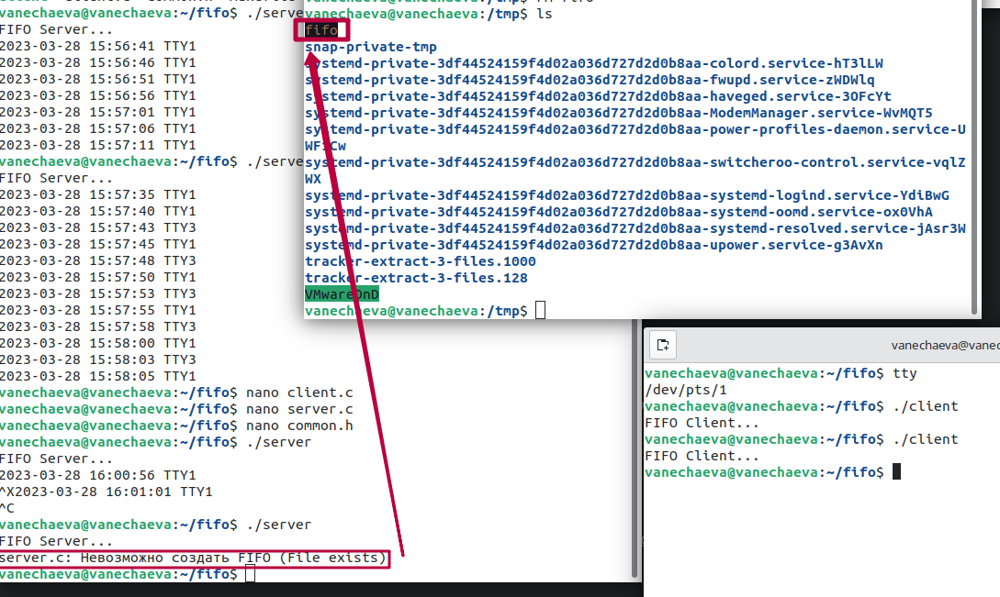 vanechaeva@vanechaeva:~/fifo$ ./serve
FIFO Server...
2023-03-28 15:56:41 TTY1
2023-03-28 15:56:46 TTY1
2023-03-28 15:56:51 TTY1
2023-03-28 15:56:56 TTY1
2023-03-28 15:57:01 TTY1
2023-03-28 15:57:06 TTY1
2023-03-28 15:57:11 TTY1
vanechaeva@vanechaeva:~/fifo$ ./serve
FIFO Server...
2023-03-28 15:57:35 TTY1
2023-03-28 15:57:40 TTY1
2023-03-28 15:57:43 TTY3
2023-03-28 15:57:45 TTY1
2023-03-28 15:57:48 TTY3
2023-03-28 15:57:50 TTY1
2023-03-28 15:57:53 TTY3
2023-03-28 15:57:55 TTY1
2023-03-28 15:57:58 TTY3
2023-03-28 15:58:00 TTY1
2023-03-28 15:58:03 TTY3
2023-03-28 15:58:05 TTY1
vanechaeva@vanechaeva:~/fifo$ nano client.c
vanechaeva@vanechaeva:~/fifo$ nano server.c
vanechaeva@vanechaeva:~/fifo$ nano common.h
vanechaeva@vanechaeva:~/fifo$ ./server
FIFO Server...
2023-03-28 16:00:56 TTY1
^X2023-03-28 16:01:01 TTY1
^C
vanechaeva@vanechaeva:~/fifo$ ./server
FIFO Server...
server.c: Невозможно создать FIFO (File exists)
vanechaeva@vanechaeva:~/fifo$
vanechaeva@vanechaeva:/tmp$ ls
fifo
snap-private-tmp
systemd-private-3df44524159f4d02a036d727d2d0b8aa-colord.service-hT3lLW
systemd-private-3df44524159f4d02a036d727d2d0b8aa-fwupd.service-zWDWlq
systemd-private-3df44524159f4d02a036d727d2d0b8aa-haveged.service-3OFcYt
systemd-private-3df44524159f4d02a036d727d2d0b8aa-ModemManager.service-WvMQT5
systemd-private-3df44524159f4d02a036d727d2d0b8aa-power-profiles-daemon.service-U
systemd-private-3df44524159f4d02a036d727d2d0b8aa-switcheroo-control.service-vqlZ
WX
systemd-private-3df44524159f4d02a036d727d2d0b8aa-systemd-logind.service-YdiBwG
systemd-private-3df44524159f4d02a036d727d2d0b8aa-systemd-oomd.service-ox0VhA
systemd-private-3df44524159f4d02a036d727d2d0b8aa-systemd-resolved.service-jAsr3W
systemd-private-3df44524159f4d02a036d727d2d0b8aa-upower.service-g3AvXn
tracker-extract-3-files.1000
tracker-extract-3-files.128
VMwareDnD
vanechaeva@vanechaeva:/tmp$
vanechaeva@vanec
vanechaeva@vanechaeva:~/fifo$ tty
/dev/pts/1
vanechaeva@vanechaeva:~/fifo$ ./client
FIFO Client...
vanechaeva@vanechaeva:~/fifo$ ./client
FIFO Client...
vanechaeva@vanechaeva:~/fifo$